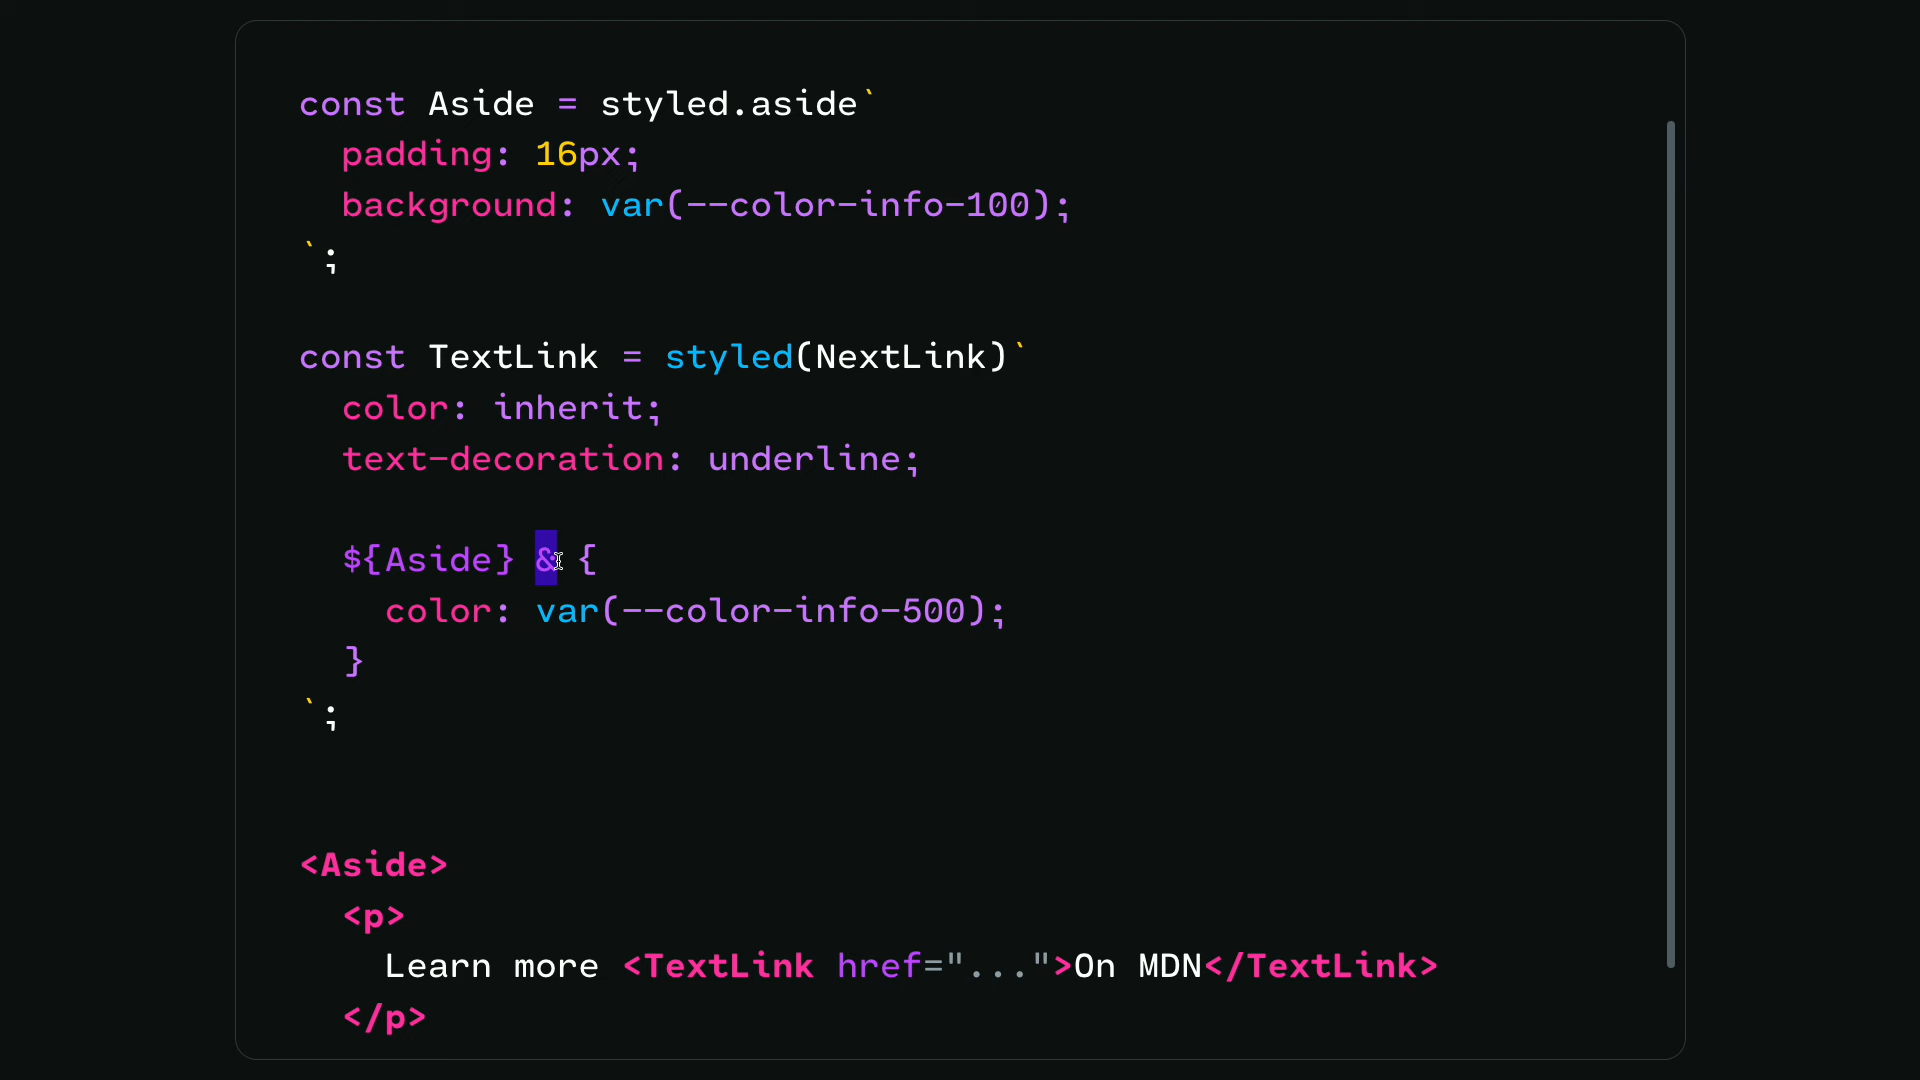 const Aside = styled.aside`
  padding: 16px;
  background: var(--color-info-100);
`;

const TextLink = styled(NextLink)`
  color: inherit;
  text-decoration: underline;

  ${Aside} & {
    color: var(--color-info-500);
  }
`;

<Aside>
  <p>
    Learn more <TextLink href="...">On MDN</TextLink>
  </p>